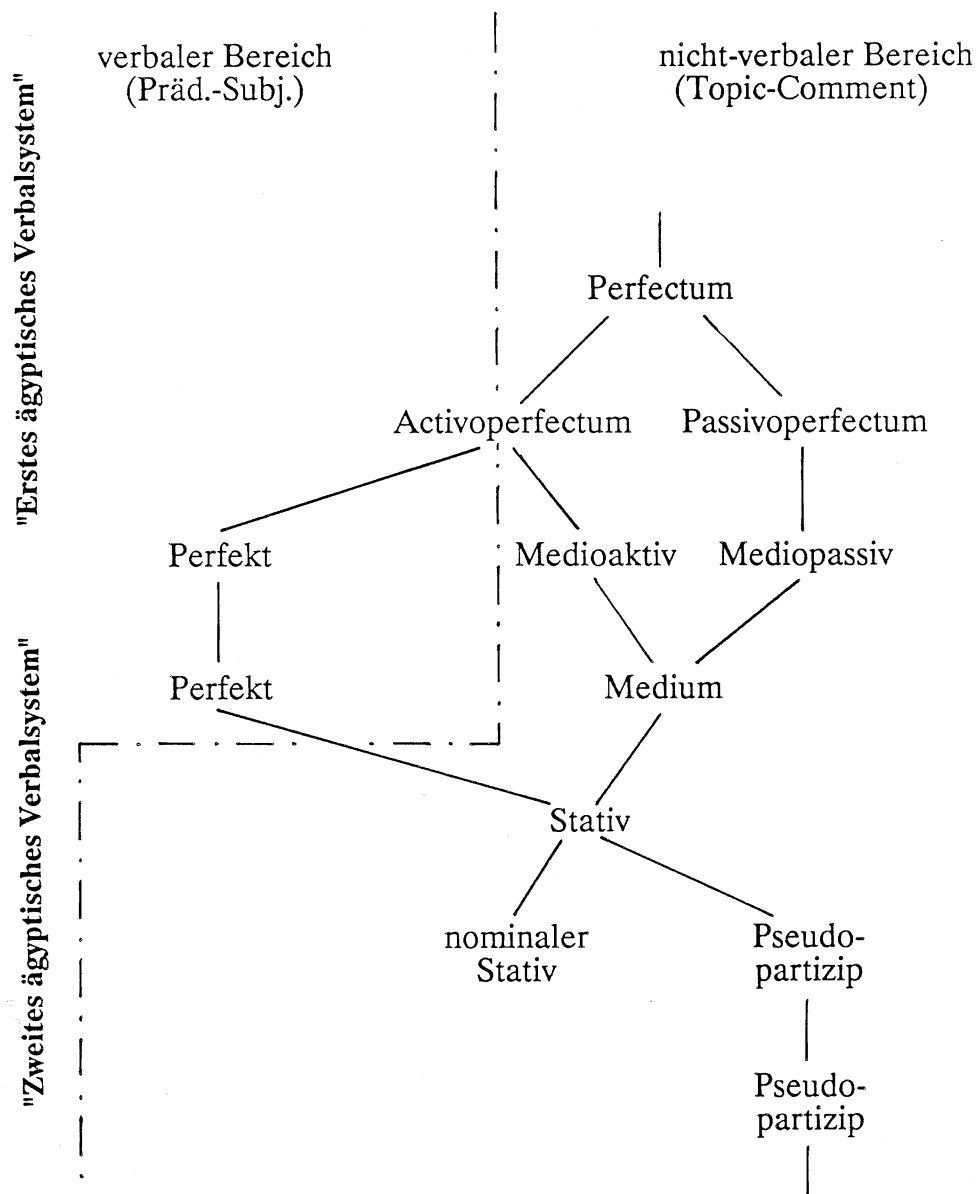 verbaler Bereich
(Präd.-Subj.)
nicht-verbaler Bereich
(Topic-Comment)
"Erstes ägyptisches Verbalsystem"
Perfectum
Activoperfectum
Passivoperfectum
Perfekt
Medioaktiv
Mediopassiv
"Zweites ägyptisches Verbalsystem"
Perfekt
Medium
Stativ
nominaler
Stativ
Pseudo-
partizip
Pseudo-
partizip